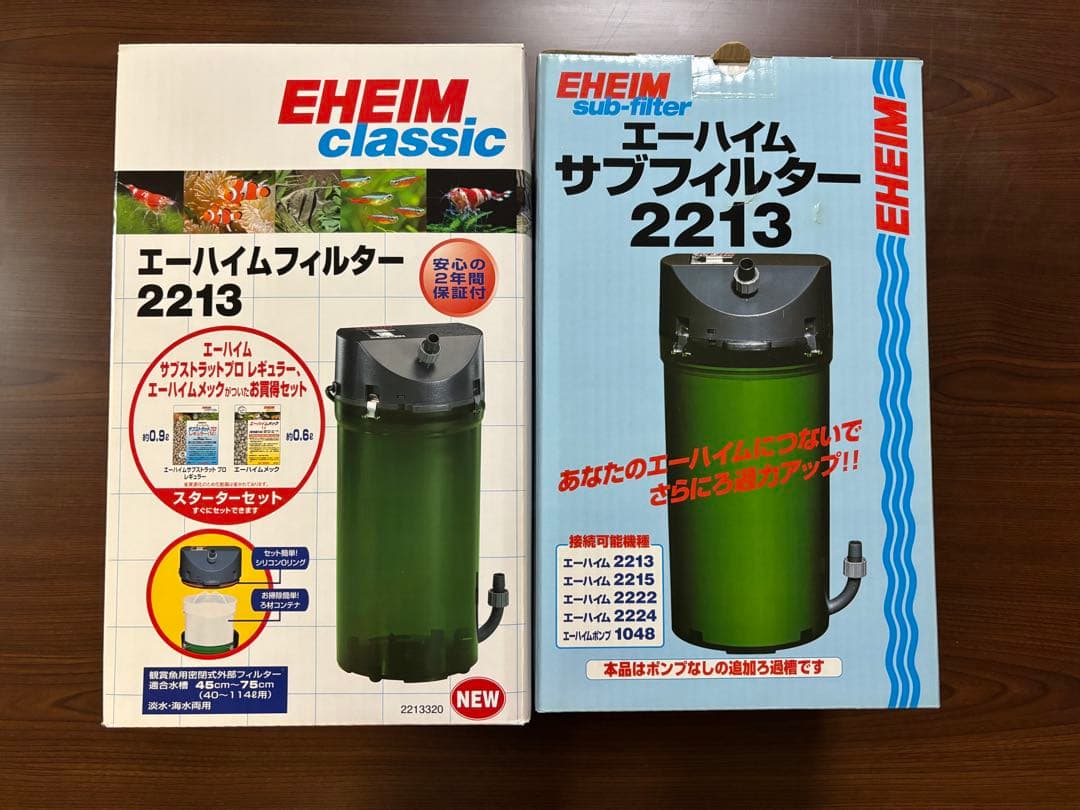 EHEIM
classic
エーハイムフィルター
2213
安心の
2年間
保証付
エーハイム
サブストラットプロ レギュラー、
エーハイムメックがついたお買得セット
約0.9ℓ
約0.6ℓ
エーハイムサブストラット プロ
レギュラー
エーハイムメック
スターターセット
すぐにセットできます
セット簡単!
シリコンOリング
お掃除簡単!
ろ材コンテナ
観賞魚用密閉式外部フィルター
適合水槽 45cm〜75cm
(40〜114ℓ用)
淡水・海水両用
2213320
NEW
EHEIM
sub-filter
エーハイム
サブフィルター
2213
EHEIM
あなたのエーハイムにつないで
さらにろ過力アップ!!
接続可能機種
エーハイム 2213
エーハイム 2215
エーハイム 2222
エーハイム 2224
エーハイムポンプ 1048
本品はポンプなしの追加ろ過槽です